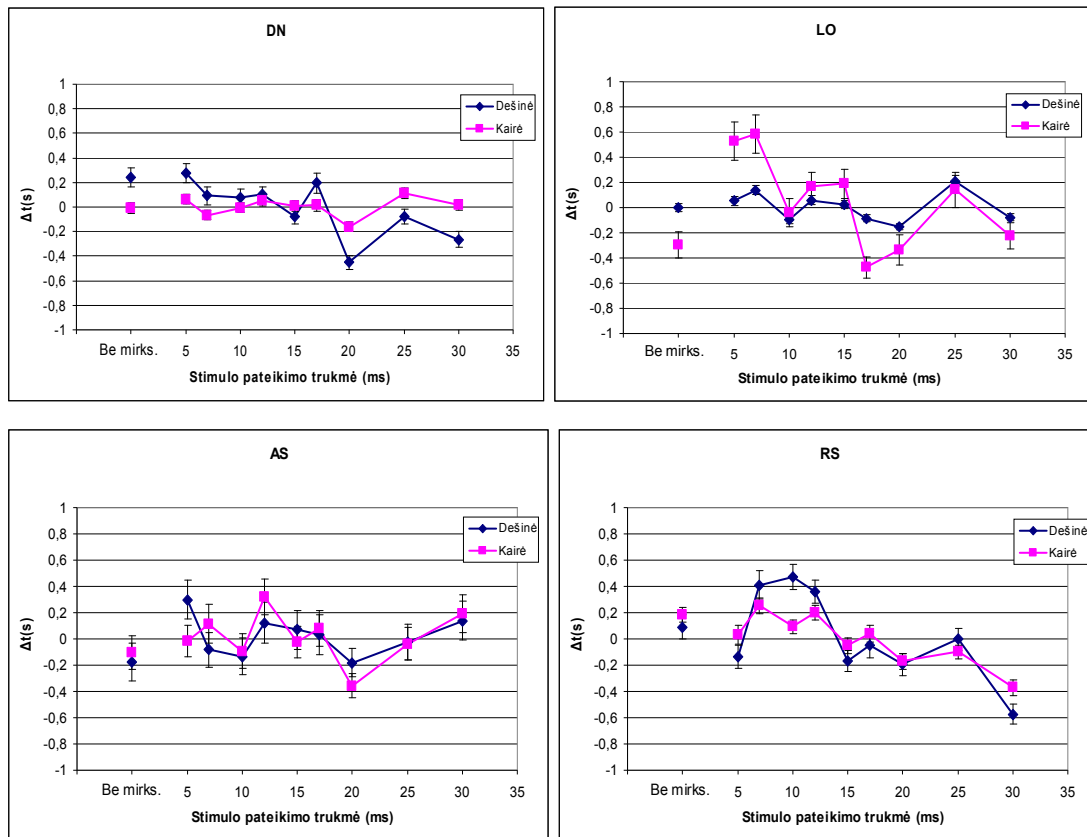 DN
1
0,8
0,6
0,4
0,2
0
-0,2
-0,4
-0,6
-0,8
-1
Δt(s)
Dešinė
Kairė
Be mirks. 5 10 15 20 25 30 35
Stimulo pateikimo trukmė (ms)
LO
1
0,8
0,6
0,4
0,2
0
-0,2
-0,4
-0,6
-0,8
-1
Δt(s)
Dešinė
Kairė
Be mirks. 5 10 15 20 25 30 35
Stimulo pateikimo trukmė (ms)
AS
1
0,8
0,6
0,4
0,2
0
-0,2
-0,4
-0,6
-0,8
-1
Δt(s)
Dešinė
Kairė
Be mirks. 5 10 15 20 25 30 35
Stimulo pateikimo trukmė (ms)
RS
1
0,8
0,6
0,4
0,2
0
-0,2
-0,4
-0,6
-0,8
-1
Δt(s)
Dešinė
Kairė
Be mirks. 5 10 15 20 25 30 35
Stimulo pateikimo trukmė (ms)